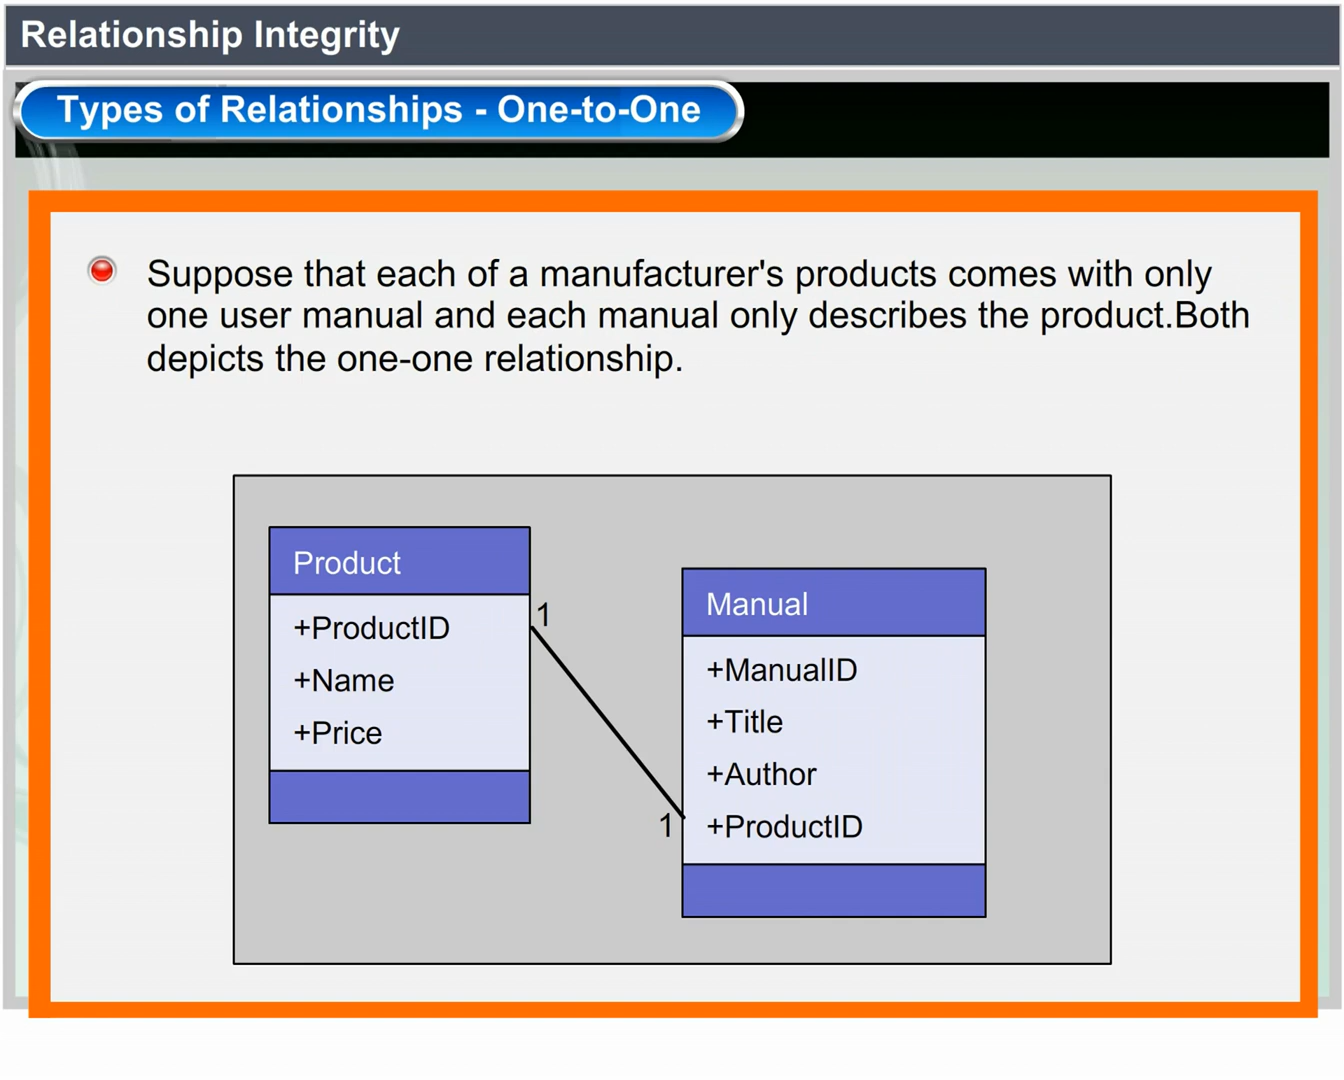 Relationship Integrity
Types of Relationships - One-to-One
Suppose that each of a manufacturer's products comes with only
one user manual and each manual only describes the product.Both
depicts the one-one relationship.
Product
+ProductID
+Name
+Price
1
1
Manual
+ManualID
+Title
+Author
+ProductID